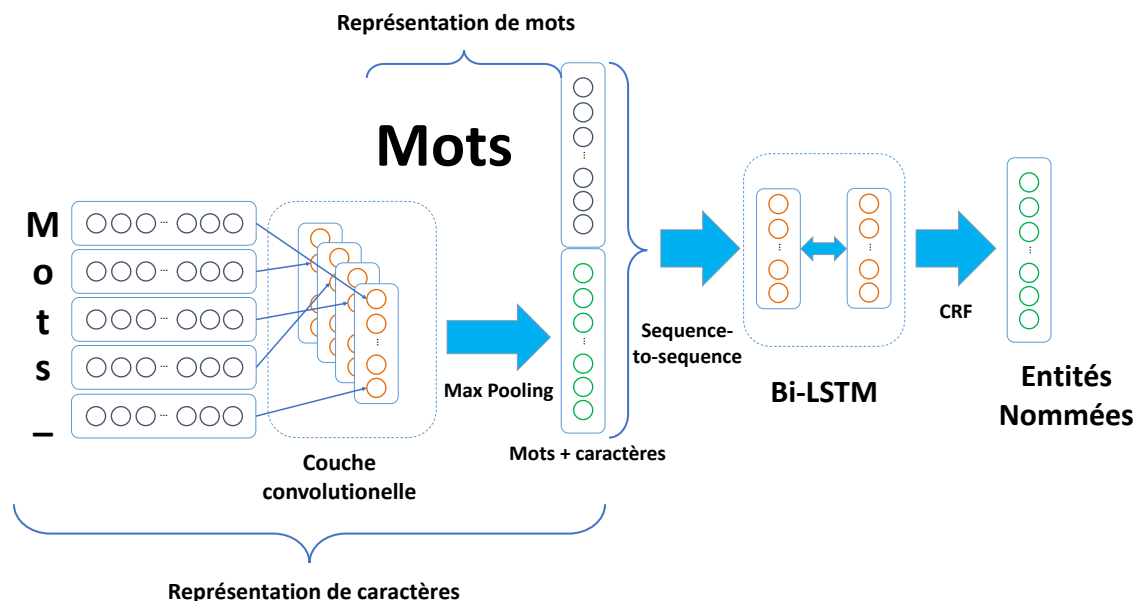 Représentation de mots
Mots
M
o
t
s
_
Max Pooling
Couche
convolutionelle
Mots + caractères
Représentation de caractères
Sequence-
to-sequence
Bi-LSTM
CRF
Entités
Nommées